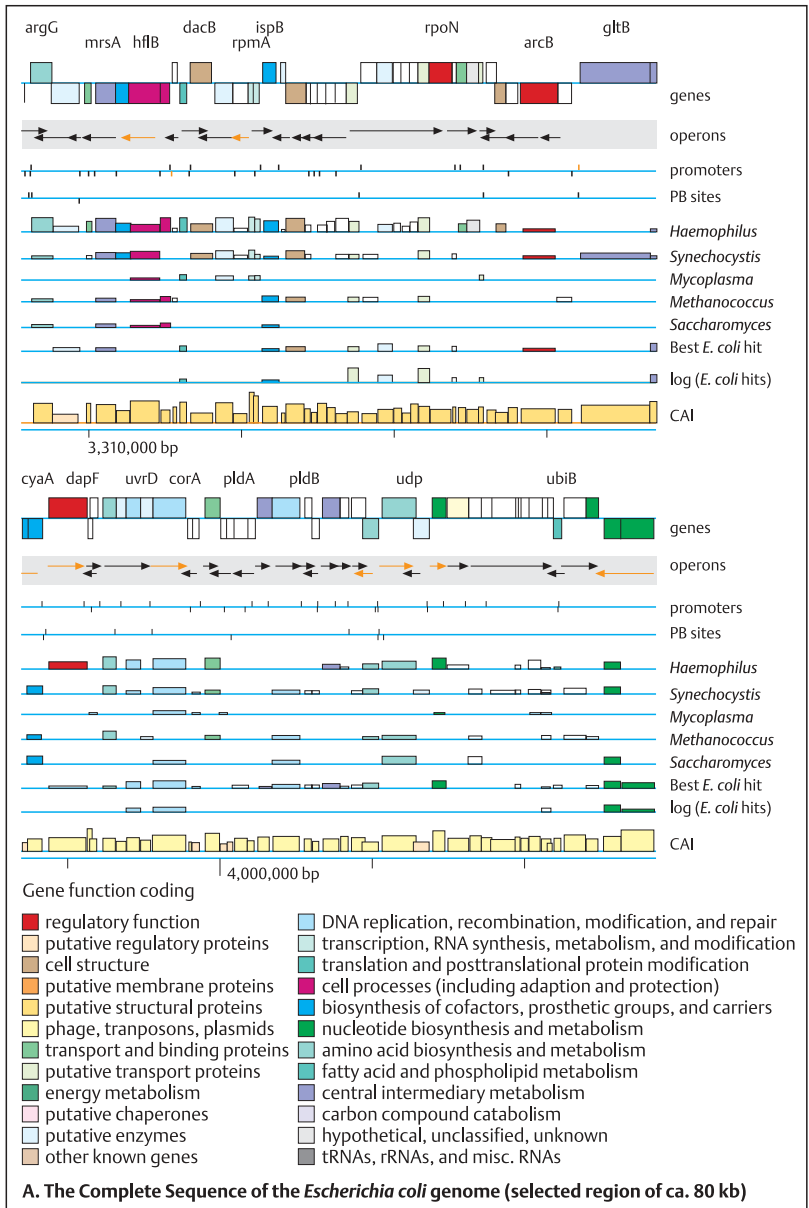 argG dacB ispB rpoN gltB
mrsA hflB rpmA arcB
genes
operons
promoters
PB sites
Haemophilus
Synechocystis
Mycoplasma
Methanococcus
Saccharomyces
Best E. coli hit
log (E. coli hits)
CAI
3,310,000 bp
cyaA dapF uvrD corA pldA pldB udp ubiB
genes
operons
promoters
PB sites
Haemophilus
Synechocystis
Mycoplasma
Methanococcus
Saccharomyces
Best E. coli hit
log (E. coli hits)
CAI
4,000,000 bp
Gene function coding
regulatory function
putative regulatory proteins
cell structure
putative membrane proteins
putative structural proteins
phage, tranposons, plasmids
transport and binding proteins
putative transport proteins
energy metabolism
putative chaperones
putative enzymes
other known genes
DNA replication, recombination, modification, and repair
transcription, RNA synthesis, metabolism, and modification
translation and posttranslational protein modification
cell processes (including adaption and protection)
biosynthesis of cofactors, prosthetic groups, and carriers
nucleotide biosynthesis and metabolism
amino acid biosynthesis and metabolism
fatty acid and phospholipid metabolism
central intermediary metabolism
carbon compound catabolism
hypothetical, unclassified, unknown
tRNAs, rRNAs, and misc. RNAs
A. The Complete Sequence of the Escherichia coli genome (selected region of ca. 80 kb)